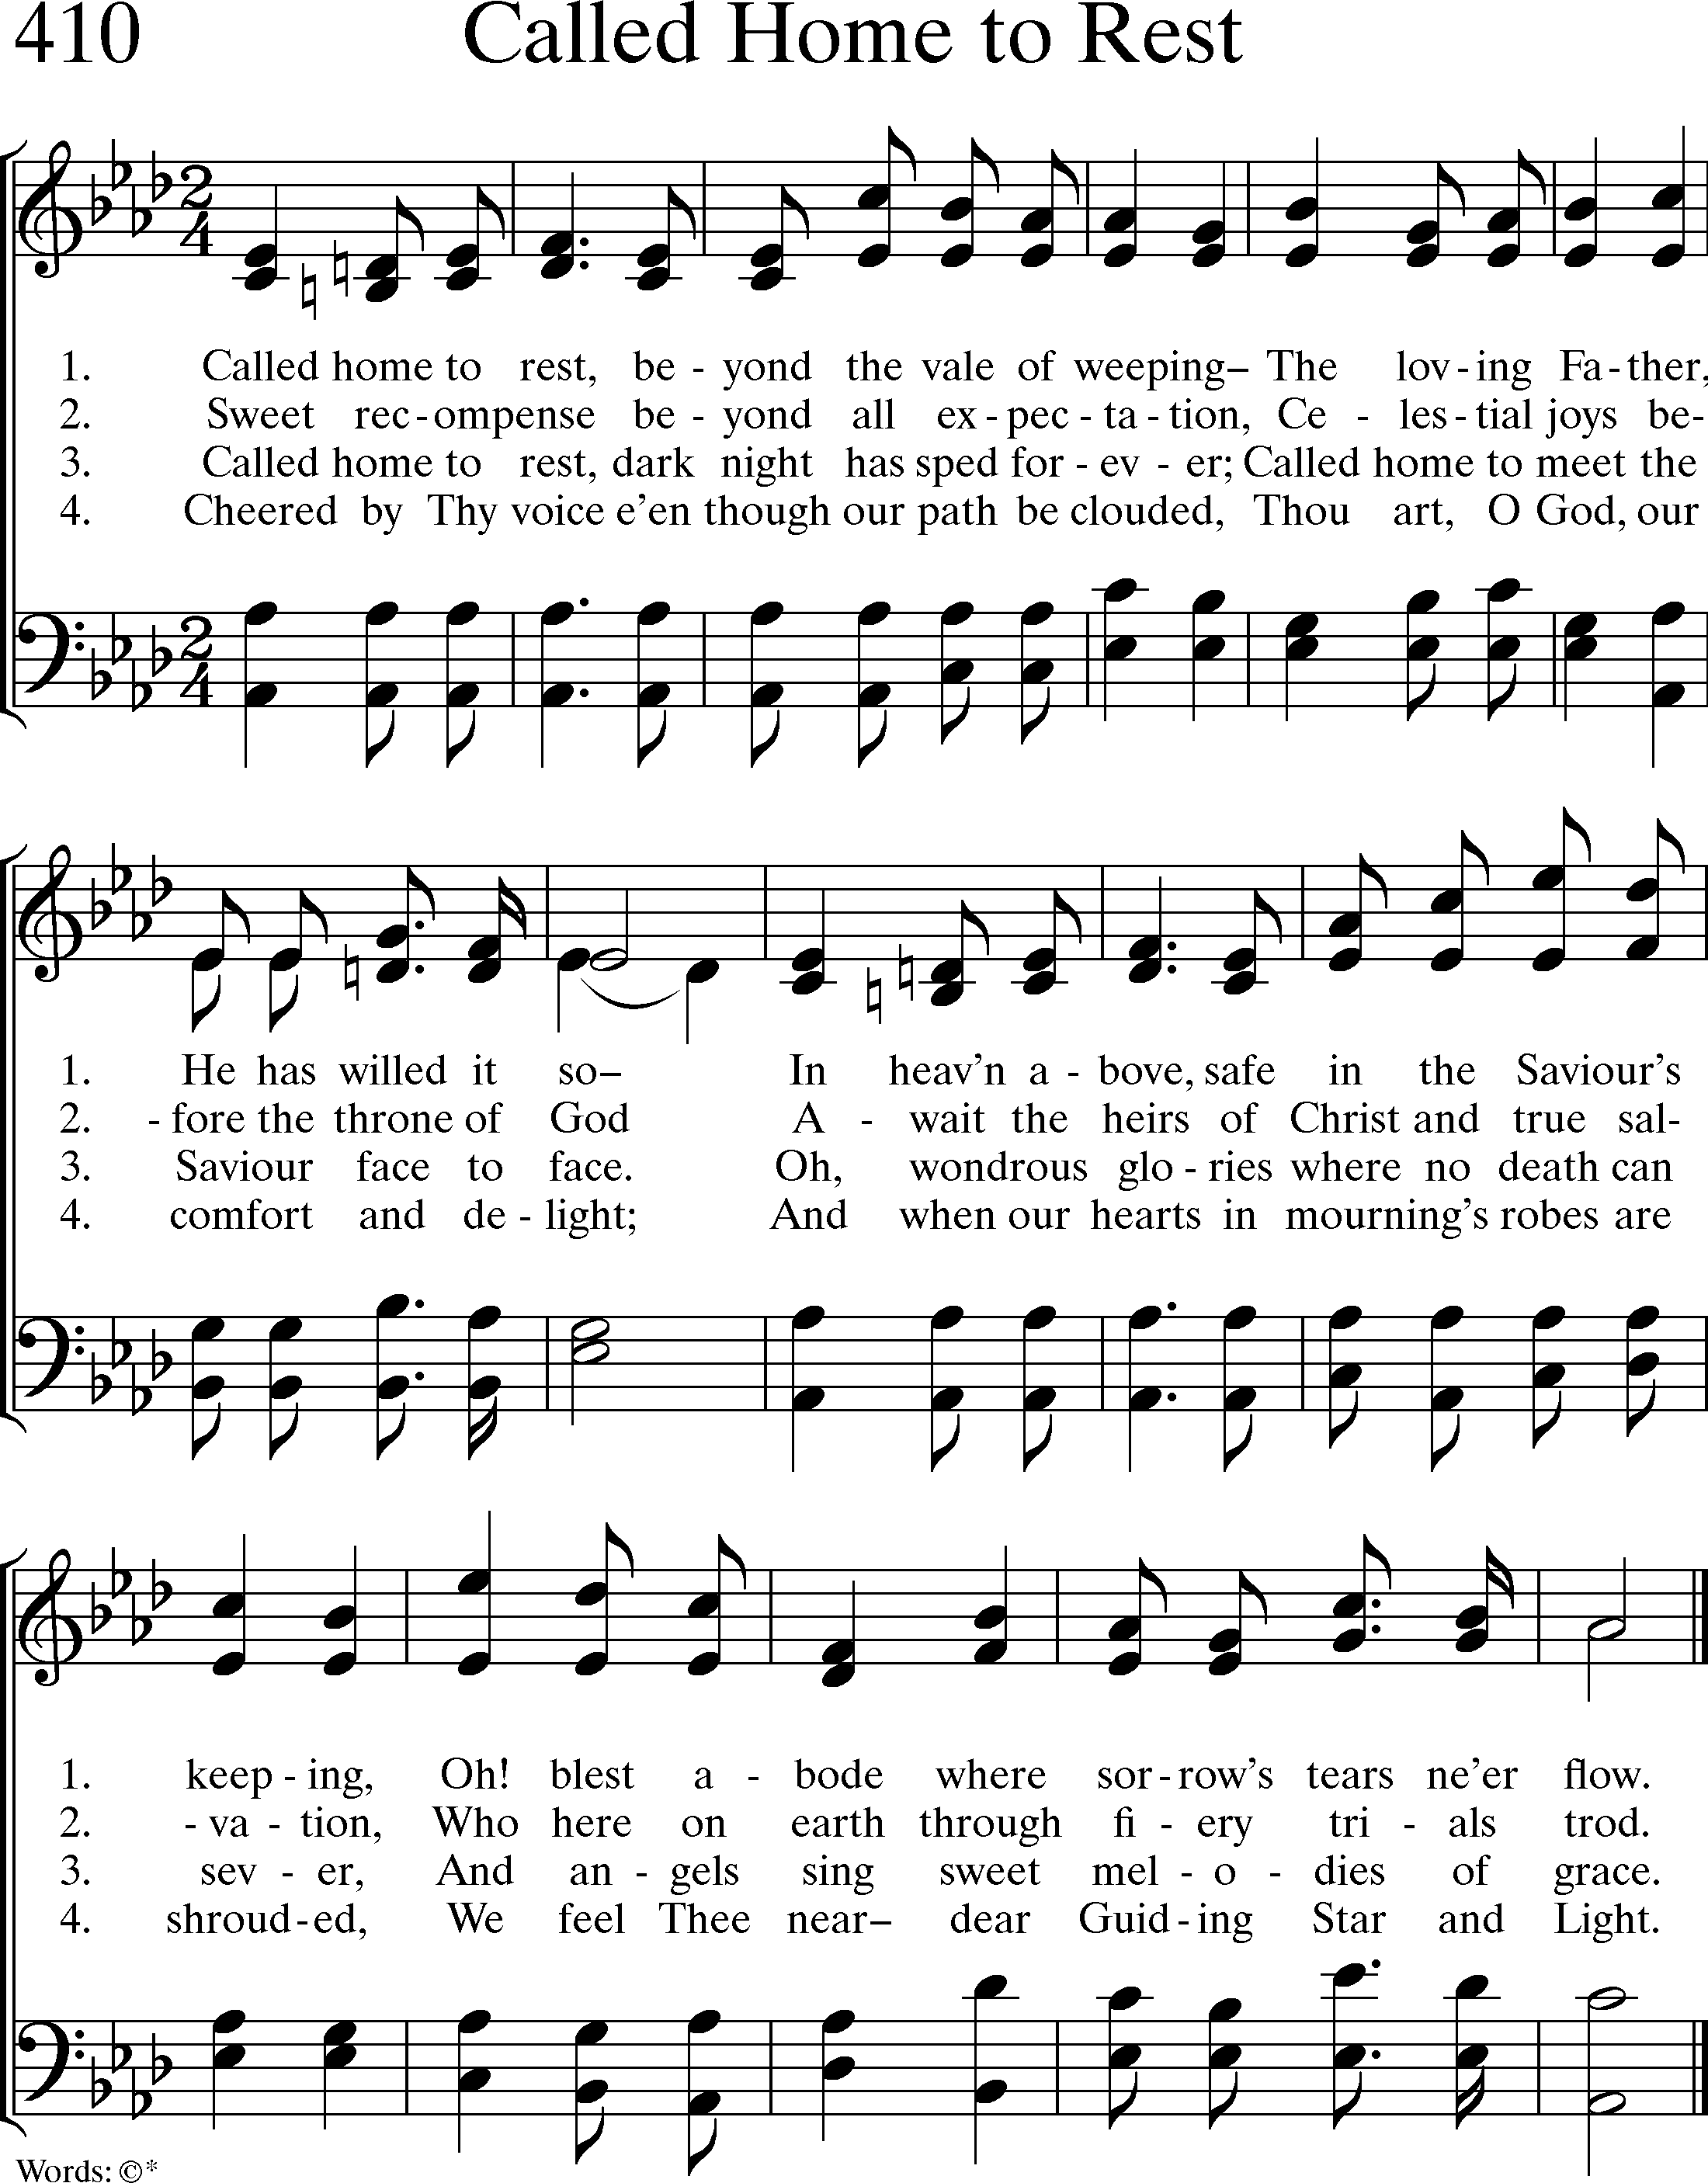 410 Called Home to Rest
1. Called home to rest, be - yond the vale of weeping– The lov - ing Fa - ther,
2. Sweet rec - ompense be - yond all ex - pec - ta - tion, Ce - les - tial joys be-
3. Called home to rest, dark night has sped for - ev - er; Called home to meet the
4. Cheered by Thy voice e'en though our path be clouded, Thou art, O God, our
1. He has willed it so– In heav'n a - bove, safe in the Saviour's
2. - fore the throne of God A - wait the heirs of Christ and true sal-
3. Saviour face to face. Oh, wondrous glo - ries where no death can
4. comfort and de - light; And when our hearts in mourning's robes are
1. keep - ing, Oh! blest a - bode where sor - row's tears ne'er flow.
2. - va - tion, Who here on earth through fi - ery tri - als trod.
3. sev - er, And an - gels sing sweet mel - o - dies of grace.
4. shroud - ed, We feel Thee near– dear Guid - ing Star and Light.
Words: ©*